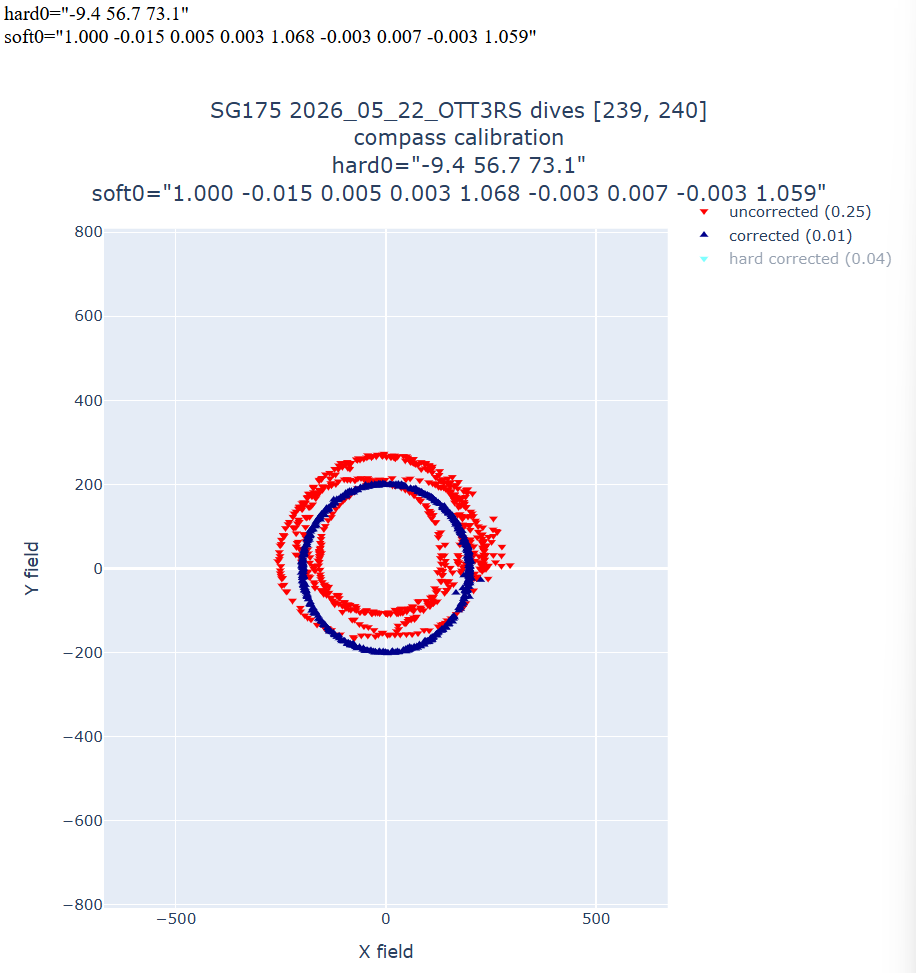 hard0="-9.4 56.7 73.1"
soft0="1.000 -0.015 0.005 0.003 1.068 -0.003 0.007 -0.003 1.059"
SG175 2026_05_22_OTT3RS dives [239, 240]
compass calibration
hard0="-9.4 56.7 73.1"
soft0="1.000 -0.015 0.005 0.003 1.068 -0.003 0.007 -0.003 1.059"
uncorrected (0.25)
corrected (0.01)
hard corrected (0.04)
800
600
400
200
0
−200
−400
−600
−800
Y field
−500
0
500
X field